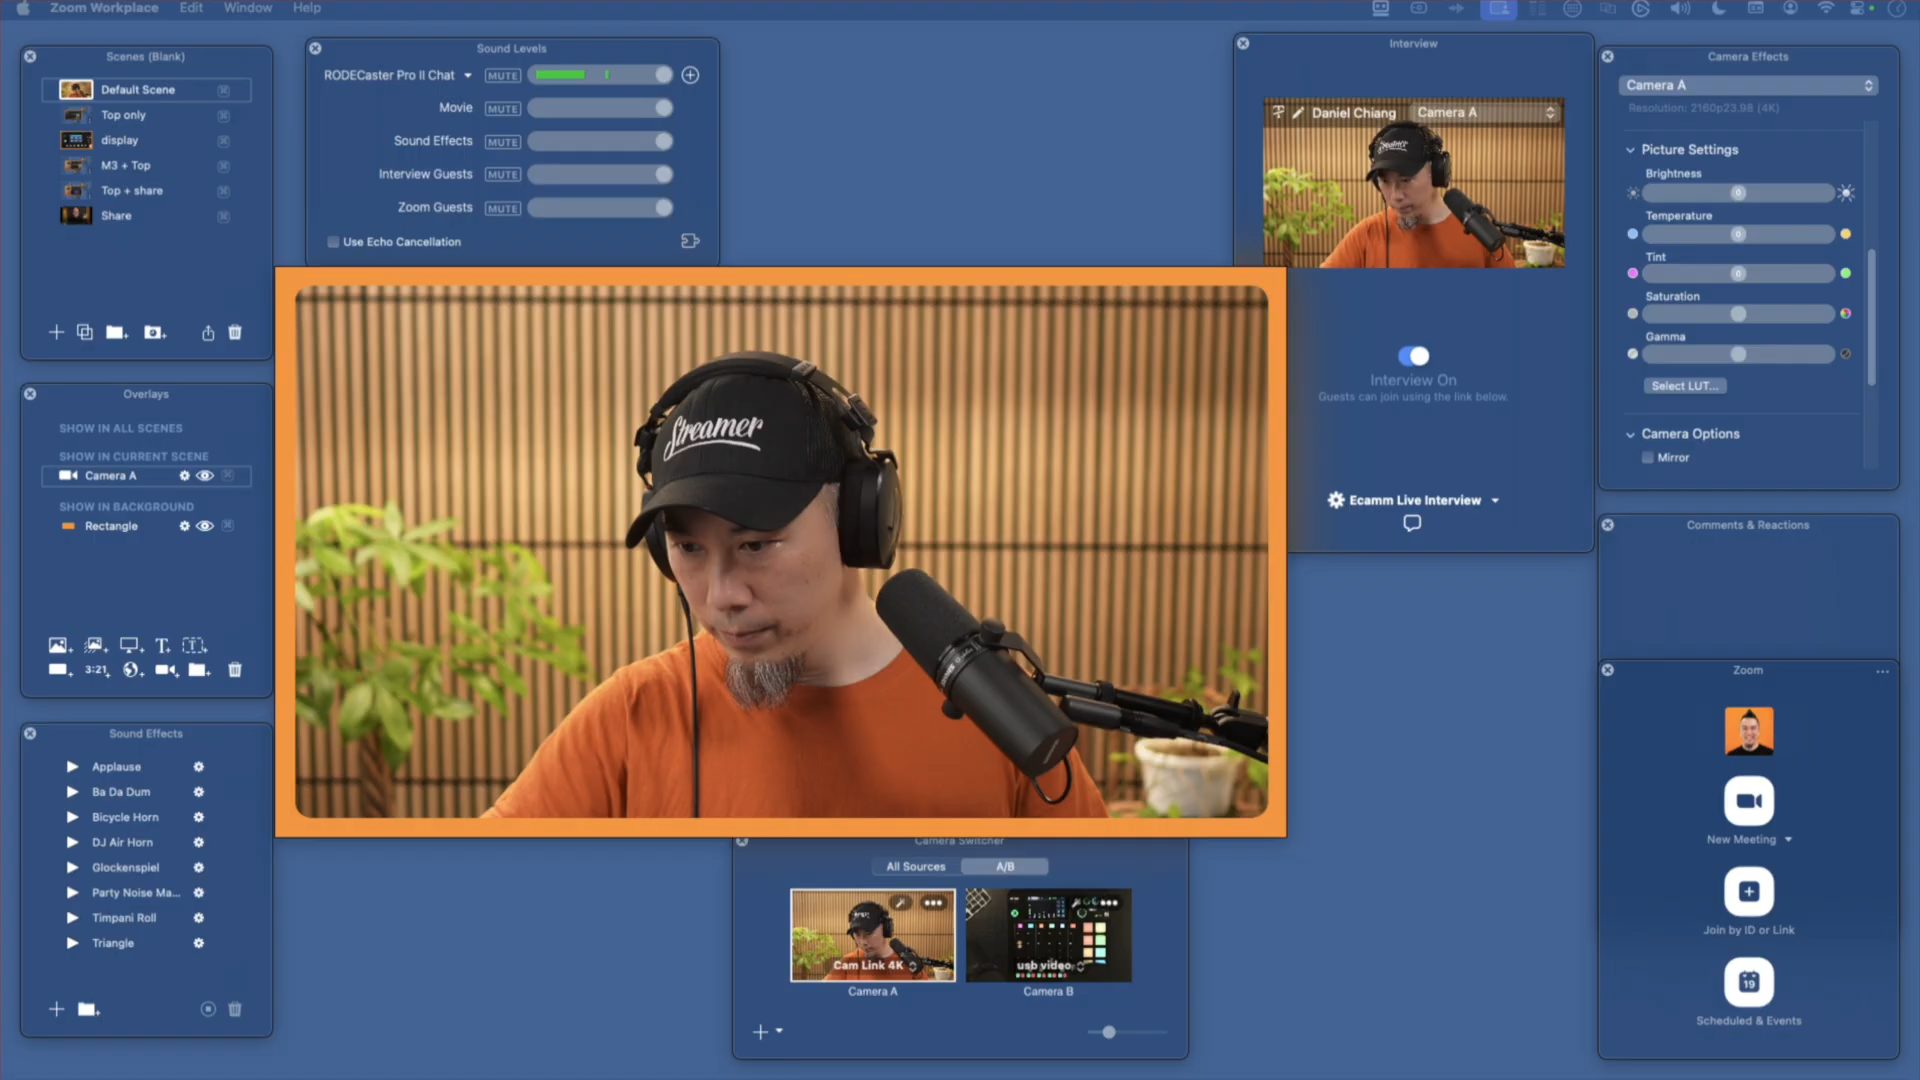 Zoom Workplace Edit Window Help
Scenes (Blank)
Default Scene
Top only
display
M3 + Top
Top + share
Share
Sound Levels
RODECaster Pro II Chat MUTE
Movie MUTE
Sound Effects MUTE
Interview Guests MUTE
Zoom Guests MUTE
Use Echo Cancellation
Interview
Daniel Chiang Camera A
Interview On
Guests can join using the link below.
Ecamm Live Interview
Camera Effects
Camera A
Resolution: 2160p23.98 (4K)
Picture Settings
Brightness
0
Temperature
0
Tint
0
Saturation
Gamma
Select LUT...
Camera Options
Mirror
Overlays
SHOW IN ALL SCENES
SHOW IN CURRENT SCENE
Camera A
SHOW IN BACKGROUND
Rectangle
3:21
Streamer
Comments & Reactions
Sound Effects
Applause
Ba Da Dum
Bicycle Horn
DJ Air Horn
Glockenspiel
Party Noise Ma...
Timpani Roll
Triangle
Camera Switcher
All Sources A/B
Cam Link 4K
Camera A
usb video
Camera B
Zoom
New Meeting
Join by ID or Link
19
Scheduled & Events